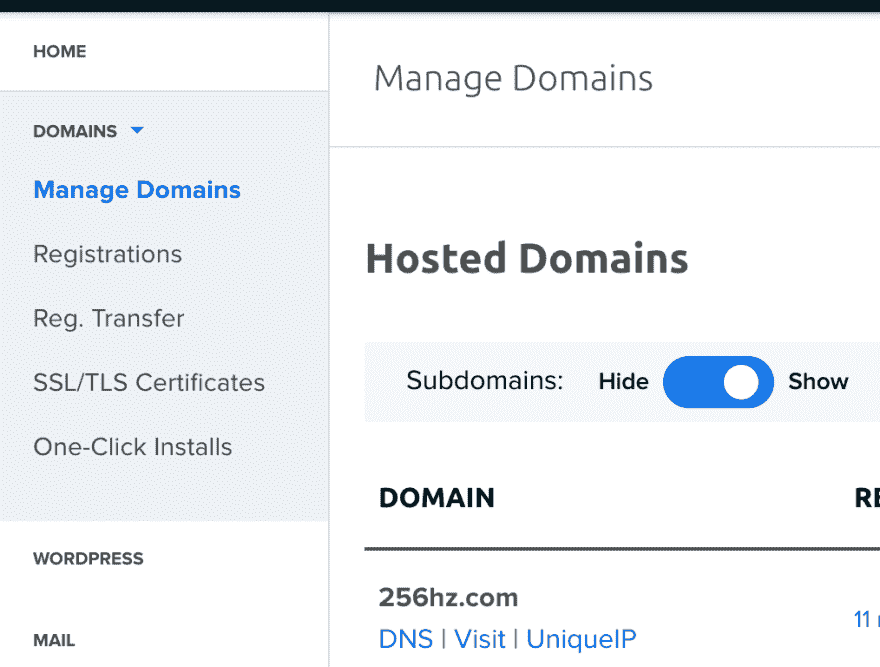 HOME
DOMAINS
Manage Domains
Registrations
Reg. Transfer
SSL/TLS Certificates
One-Click Installs
WORDPRESS
MAIL
Manage Domains
Hosted Domains
Subdomains: Hide Show
DOMAIN
256hz.com
DNS | Visit | UniqueIP
11